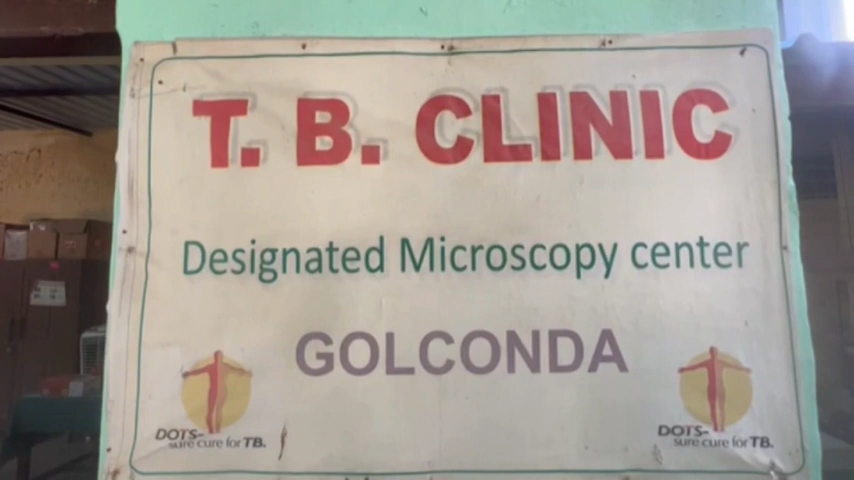 T. B. CLINIC
Designated Microscopy center
GOLCONDA
DOTS-
sure cure for TB.
DOTS-
sure cure for TB.